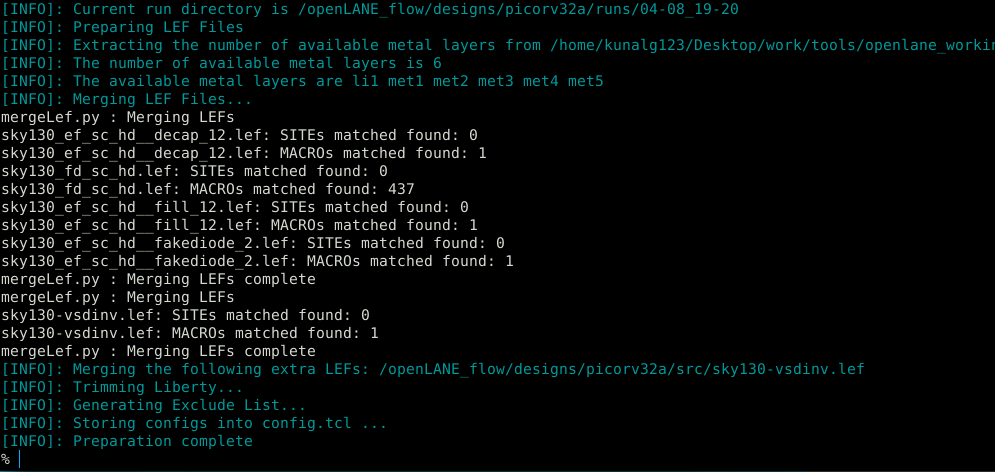 [INFO]: Current run directory is /openLANE_flow/designs/picorv32a/runs/04-08_19-20
[INFO]: Preparing LEF Files
[INFO]: Extracting the number of available metal layers from /home/kunalg123/Desktop/work/tools/openlane_workin
[INFO]: The number of available metal layers is 6
[INFO]: The available metal layers are li1 met1 met2 met3 met4 met5
[INFO]: Merging LEF Files...
mergeLef.py : Merging LEFs
sky130_ef_sc_hd__decap_12.lef: SITEs matched found: 0
sky130_ef_sc_hd__decap_12.lef: MACROs matched found: 1
sky130_fd_sc_hd.lef: SITEs matched found: 0
sky130_fd_sc_hd.lef: MACROs matched found: 437
sky130_ef_sc_hd__fill_12.lef: SITEs matched found: 0
sky130_ef_sc_hd__fill_12.lef: MACROs matched found: 1
sky130_ef_sc_hd__fakediode_2.lef: SITEs matched found: 0
sky130_ef_sc_hd__fakediode_2.lef: MACROs matched found: 1
mergeLef.py : Merging LEFs complete
mergeLef.py : Merging LEFs
sky130-vsdinv.lef: SITEs matched found: 0
sky130-vsdinv.lef: MACROs matched found: 1
mergeLef.py : Merging LEFs complete
[INFO]: Merging the following extra LEFs: /openLANE_flow/designs/picorv32a/src/sky130-vsdinv.lef
[INFO]: Trimming Liberty...
[INFO]: Generating Exclude List...
[INFO]: Storing configs into config.tcl ...
[INFO]: Preparation complete
%